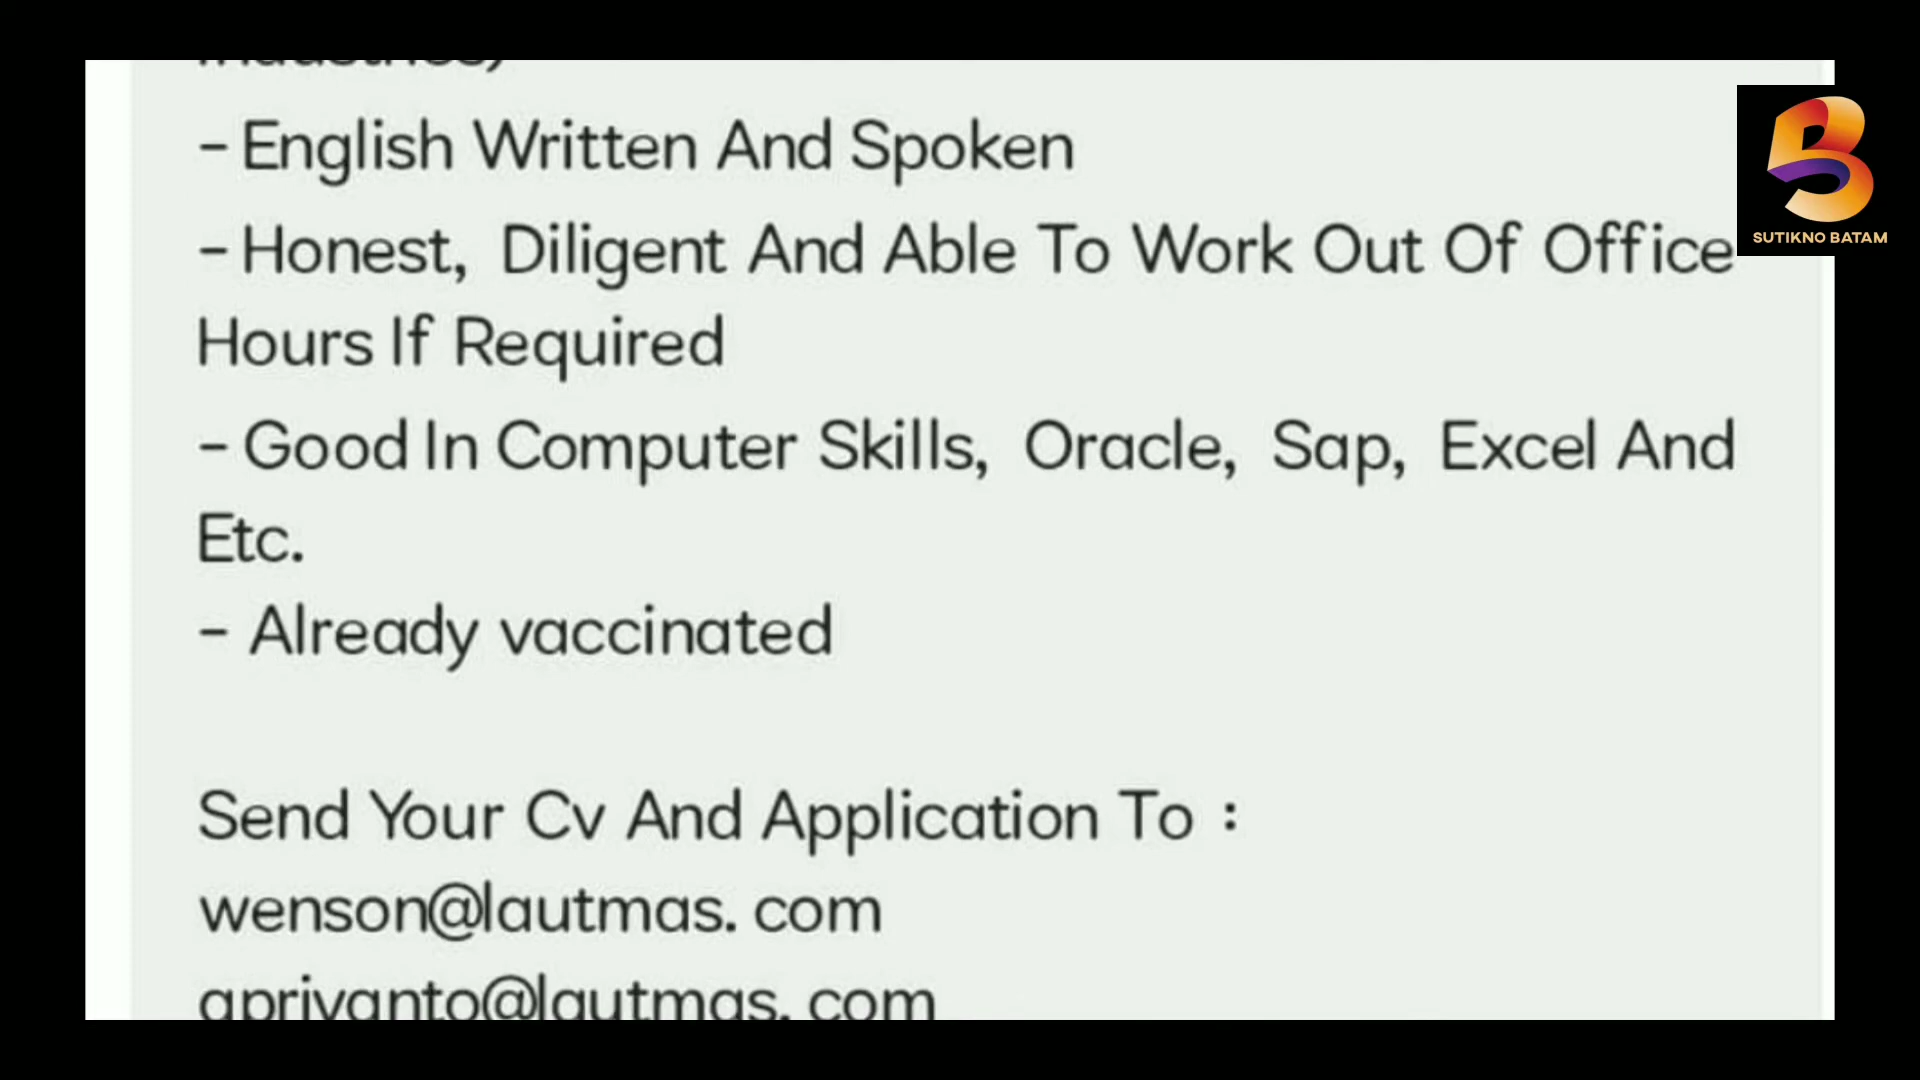 - English Written And Spoken
- Honest, Diligent And Able To Work Out Of Office
Hours If Required
- Good In Computer Skills, Oracle, Sap, Excel And
Etc.
- Already vaccinated
Send Your Cv And Application To :
wenson@lautmas. com
apriyanto@lautmas. com
SUTIKNO BATAM